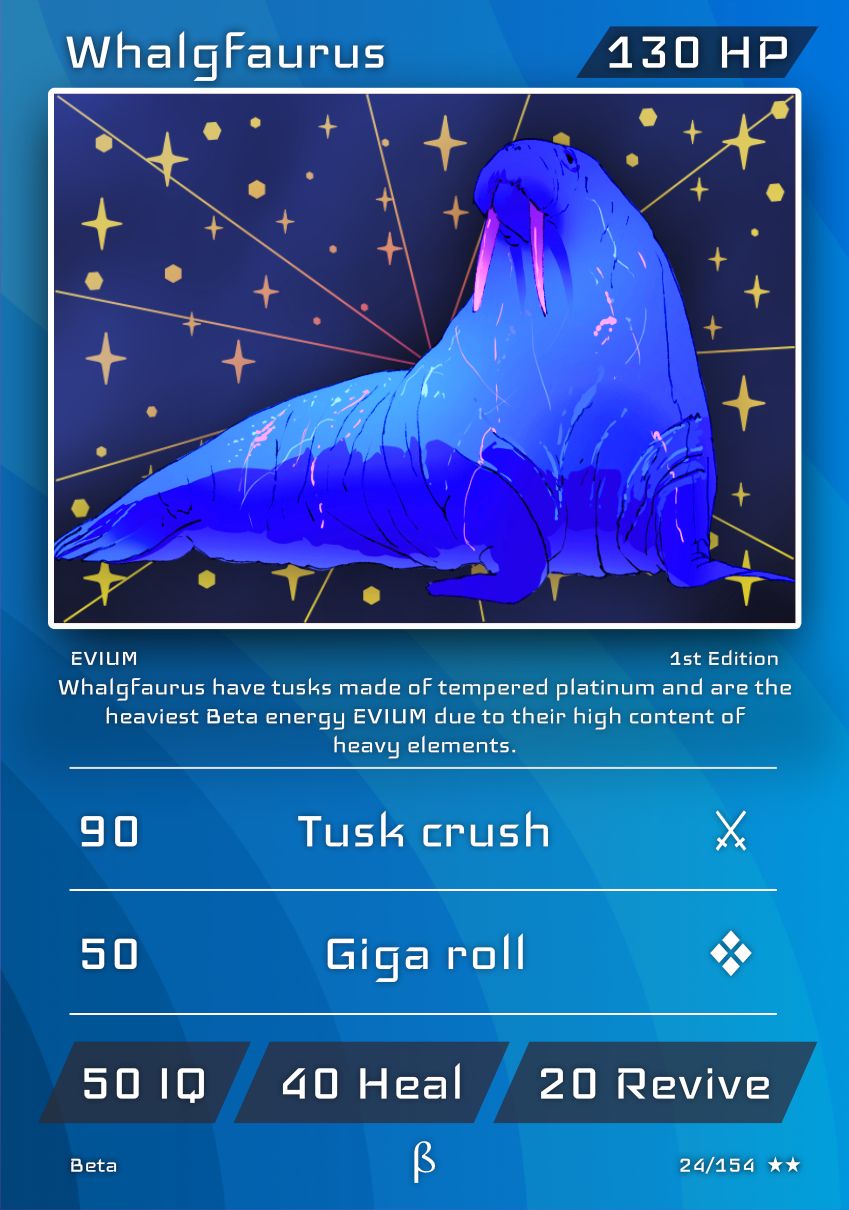 Whalgfaurus
130 HP
EVIUM
1st Edition
Whalgfaurus have tusks made of tempered platinum and are the
heaviest Beta energy EVIUM due to their high content of
heavy elements.
90 Tusk crush
50 Giga roll
50 IQ 40 Heal 20 Revive
Beta β 24/154 ★★